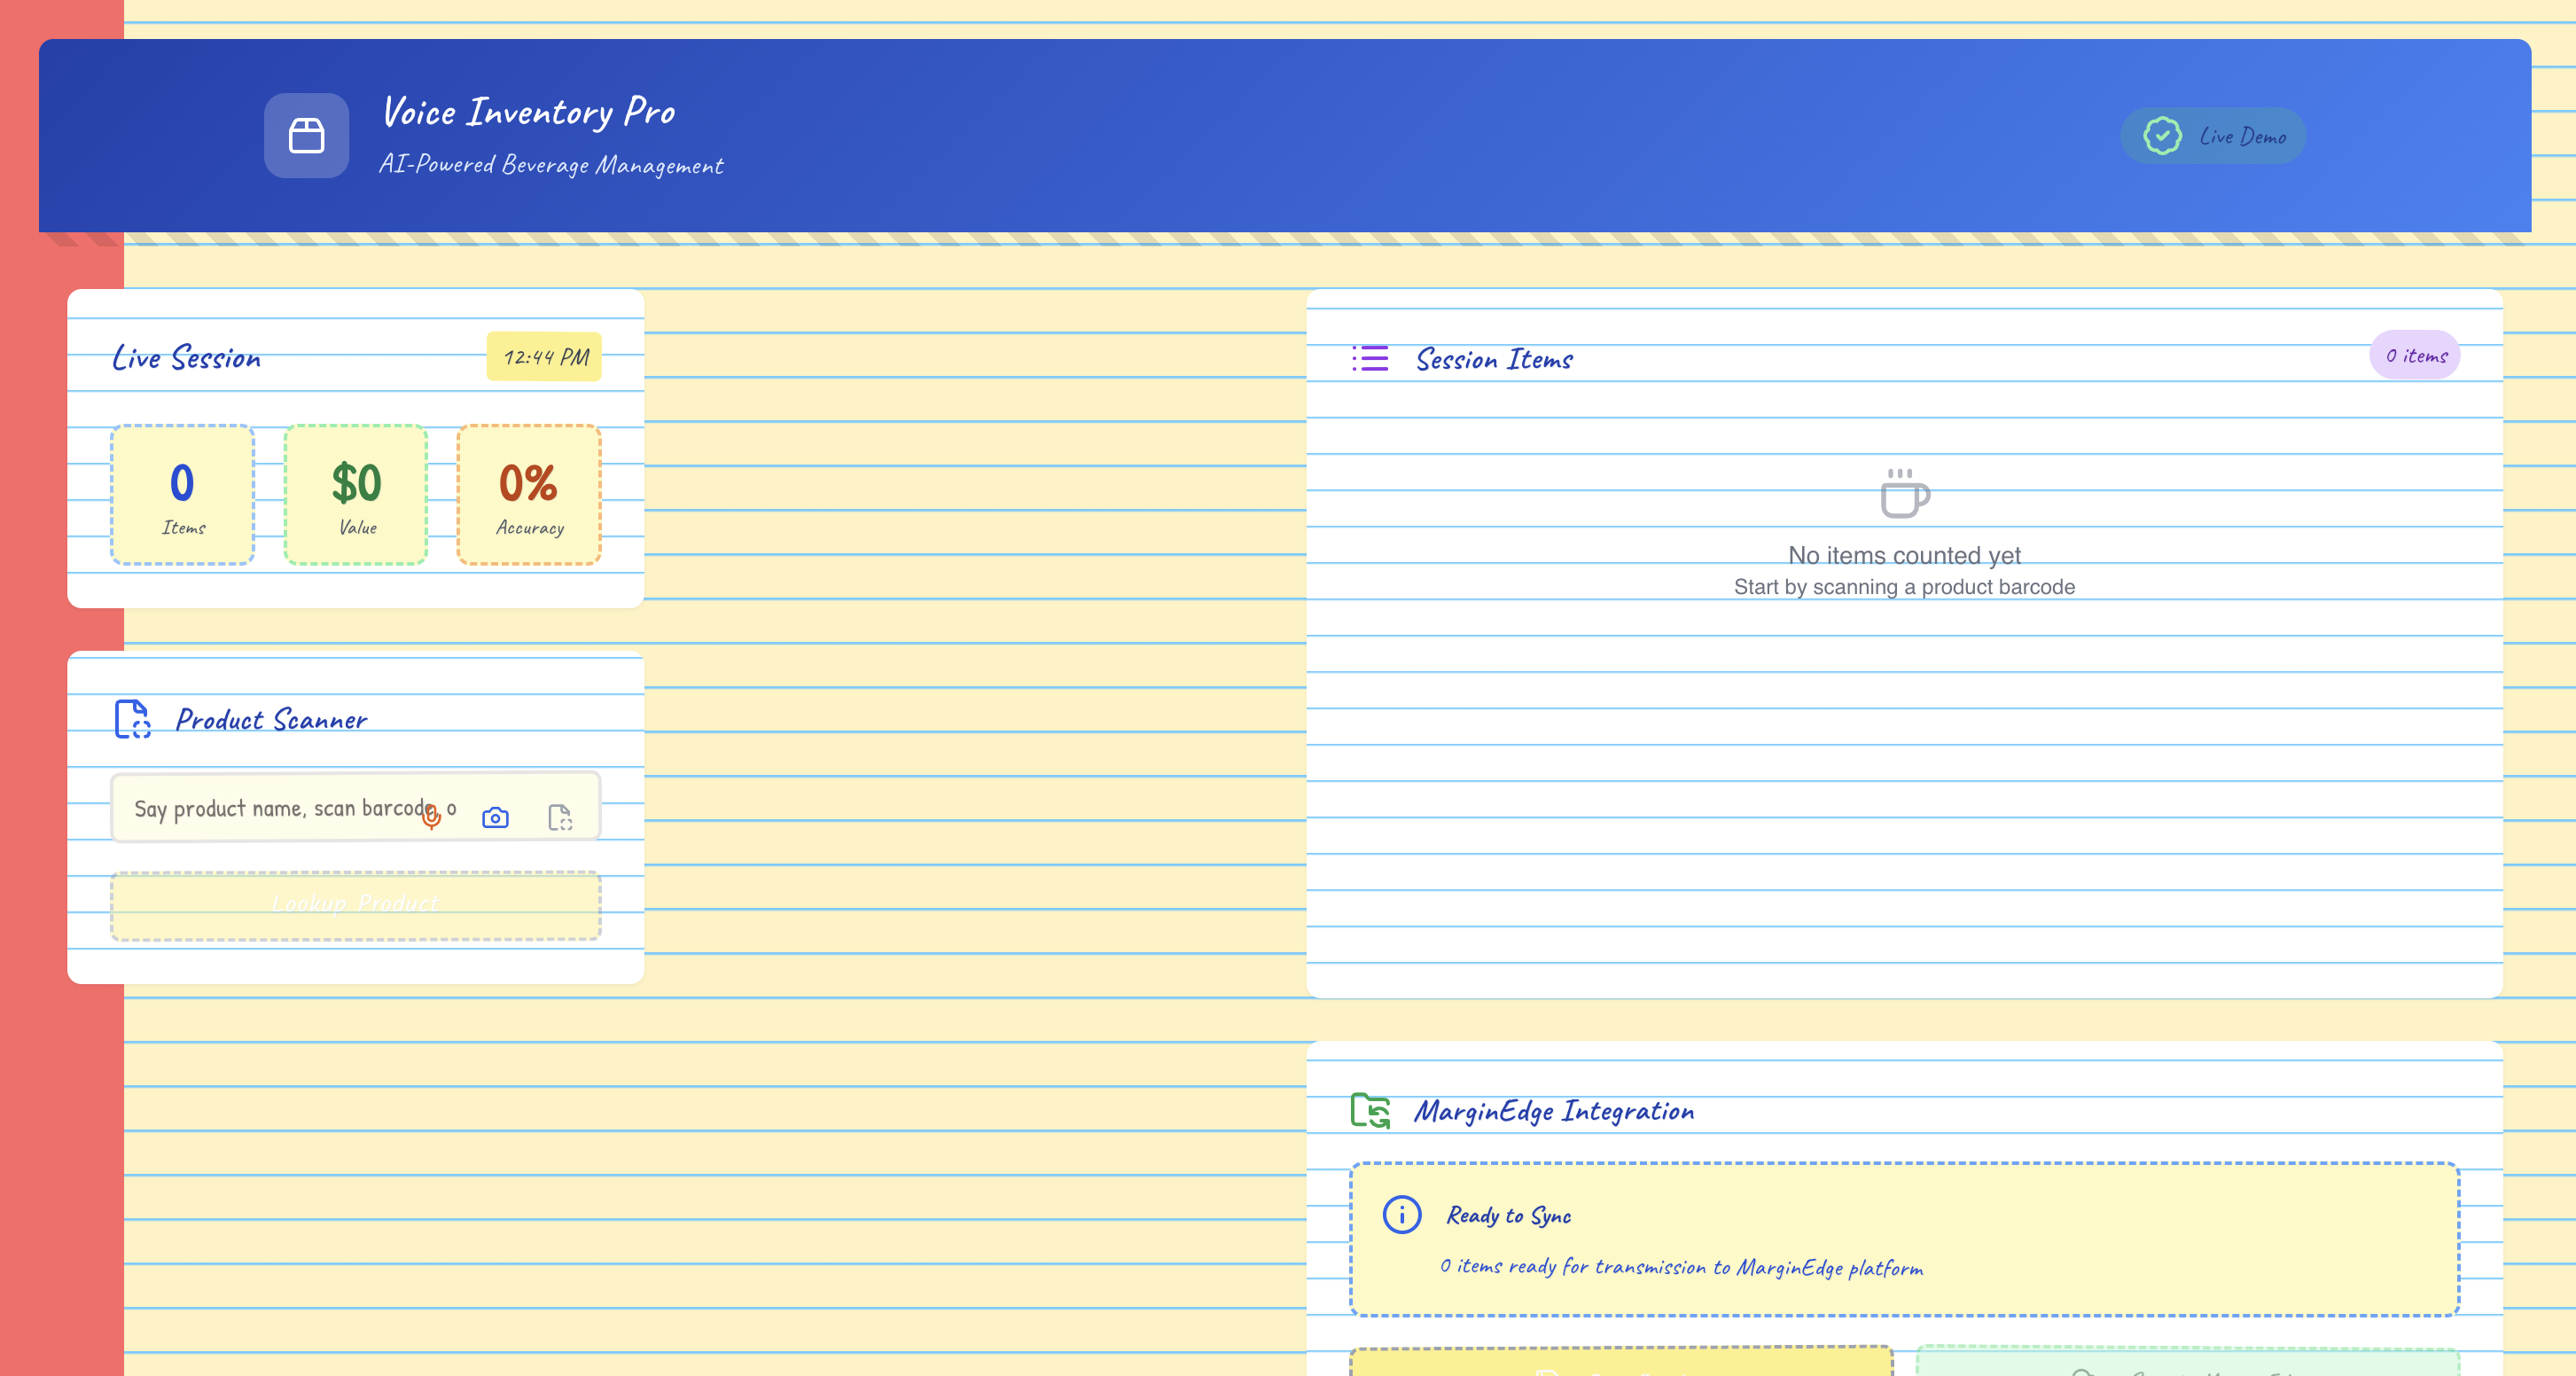 Voice Inventory Pro
AI-Powered Beverage Management
Live Demo
Live Session
12:44 PM
0
Items
$0
Value
0%
Accuracy
Product Scanner
Say product name, scan barcode, o
Lookup Product
Session Items
0 items
No items counted yet
Start by scanning a product barcode
MarginEdge Integration
Ready to Sync
0 items ready for transmission to MarginEdge platform